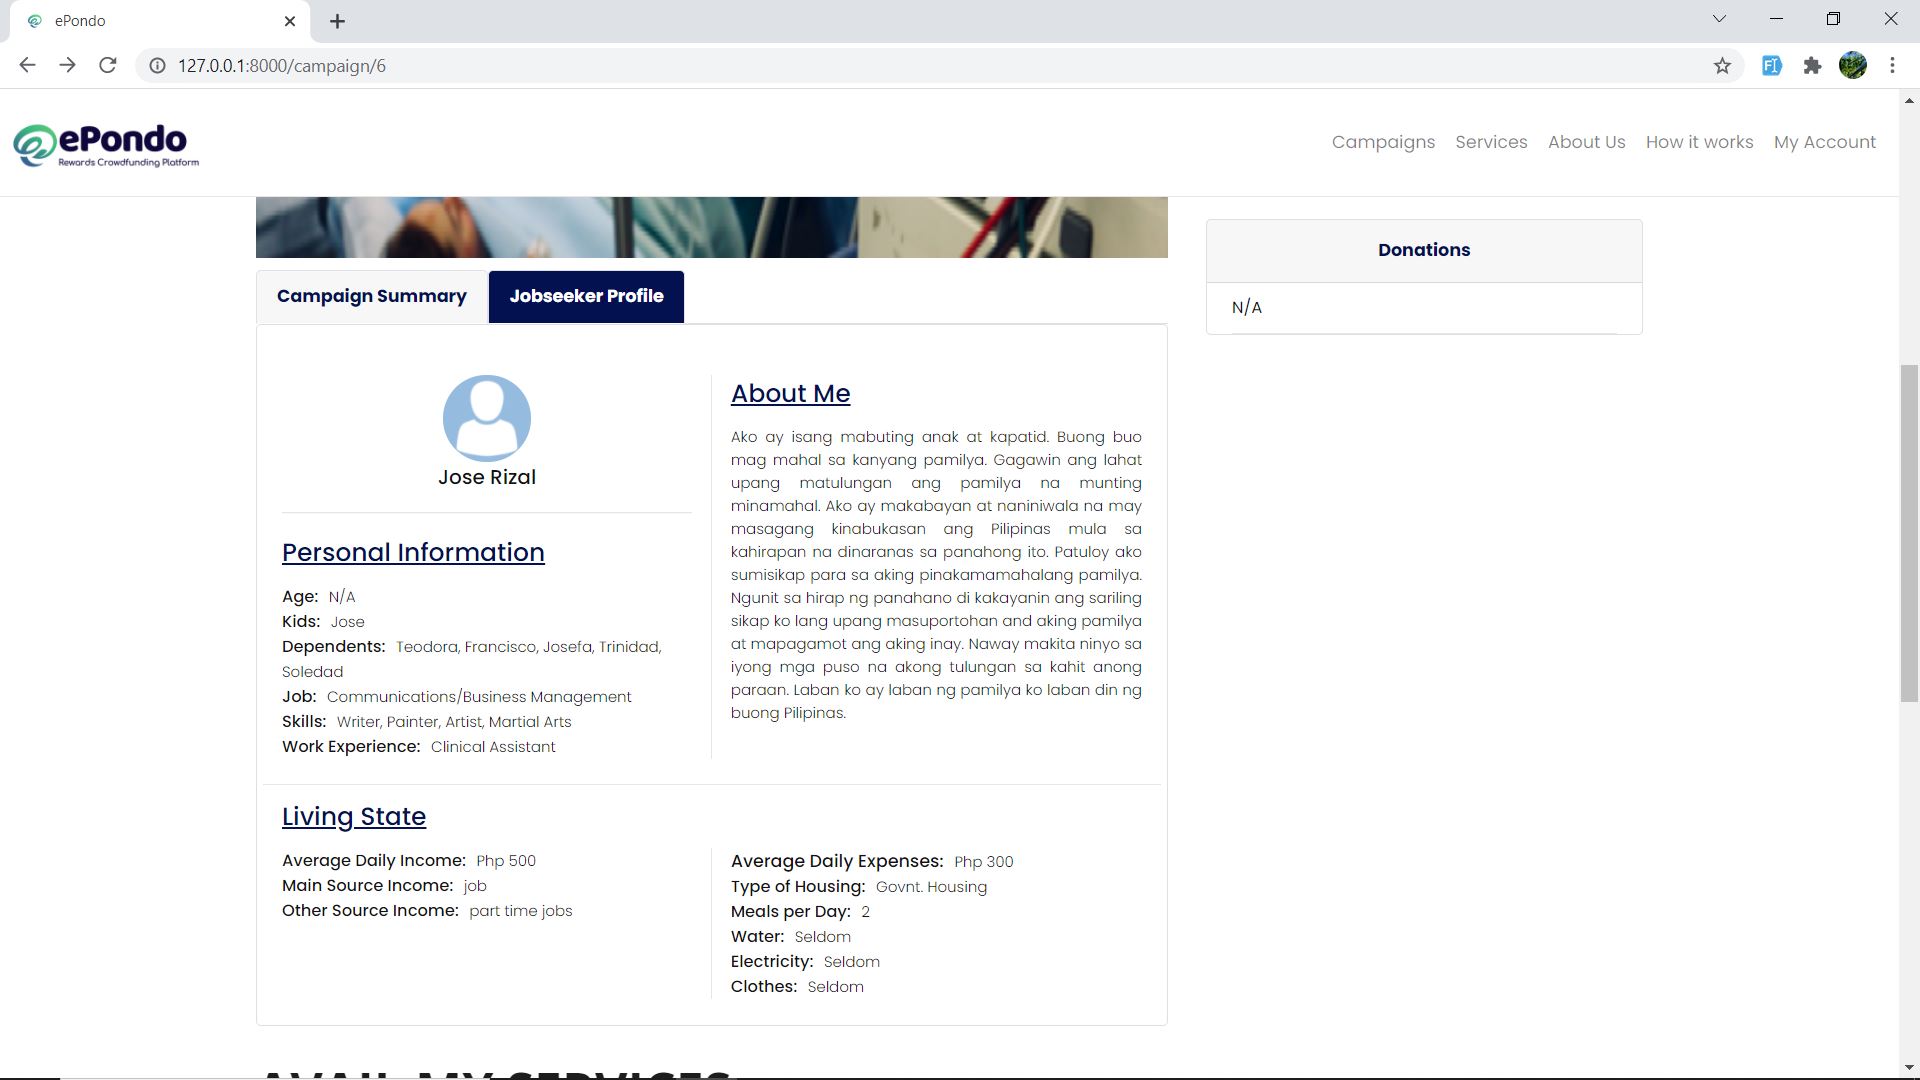 ePondo
127.0.0.1:8000/campaign/6
ePondo
Rewards Crowdfunding Platform
Campaigns
Services
About Us
How it works
My Account
Donations
N/A
Campaign Summary
Jobseeker Profile
Jose Rizal
Personal Information
Age: N/A
Kids: Jose
Dependents: Teodora, Francisco, Josefa, Trinidad,
Soledad
Job: Communications/Business Management
Skills: Writer, Painter, Artist, Martial Arts
Work Experience: Clinical Assistant
About Me
Ako ay isang mabuting anak at kapatid. Buong buo
mag mahal sa kanyang pamilya. Gagawin ang lahat
upang matulungan ang pamilya na munting
minamahal. Ako ay makabayan at naniniwala na may
masagang kinabukasan ang Pilipinas mula sa
kahirapan na dinaranas sa panahong ito. Patuloy ako
sumisikap para sa aking pinakamamahalang pamilya.
Ngunit sa hirap ng panahano di kakayanin ang sariling
sikap ko lang upang masuportohan and aking pamilya
at mapagamot ang aking inay. Naway makita ninyo sa
iyong mga puso na akong tulungan sa kahit anong
paraan. Laban ko ay laban ng pamilya ko laban din ng
buong Pilipinas.
Living State
Average Daily Income: Php 500
Main Source Income: job
Other Source Income: part time jobs
Average Daily Expenses: Php 300
Type of Housing: Govnt. Housing
Meals per Day: 2
Water: Seldom
Electricity: Seldom
Clothes: Seldom
AVAIL MY SERVICES